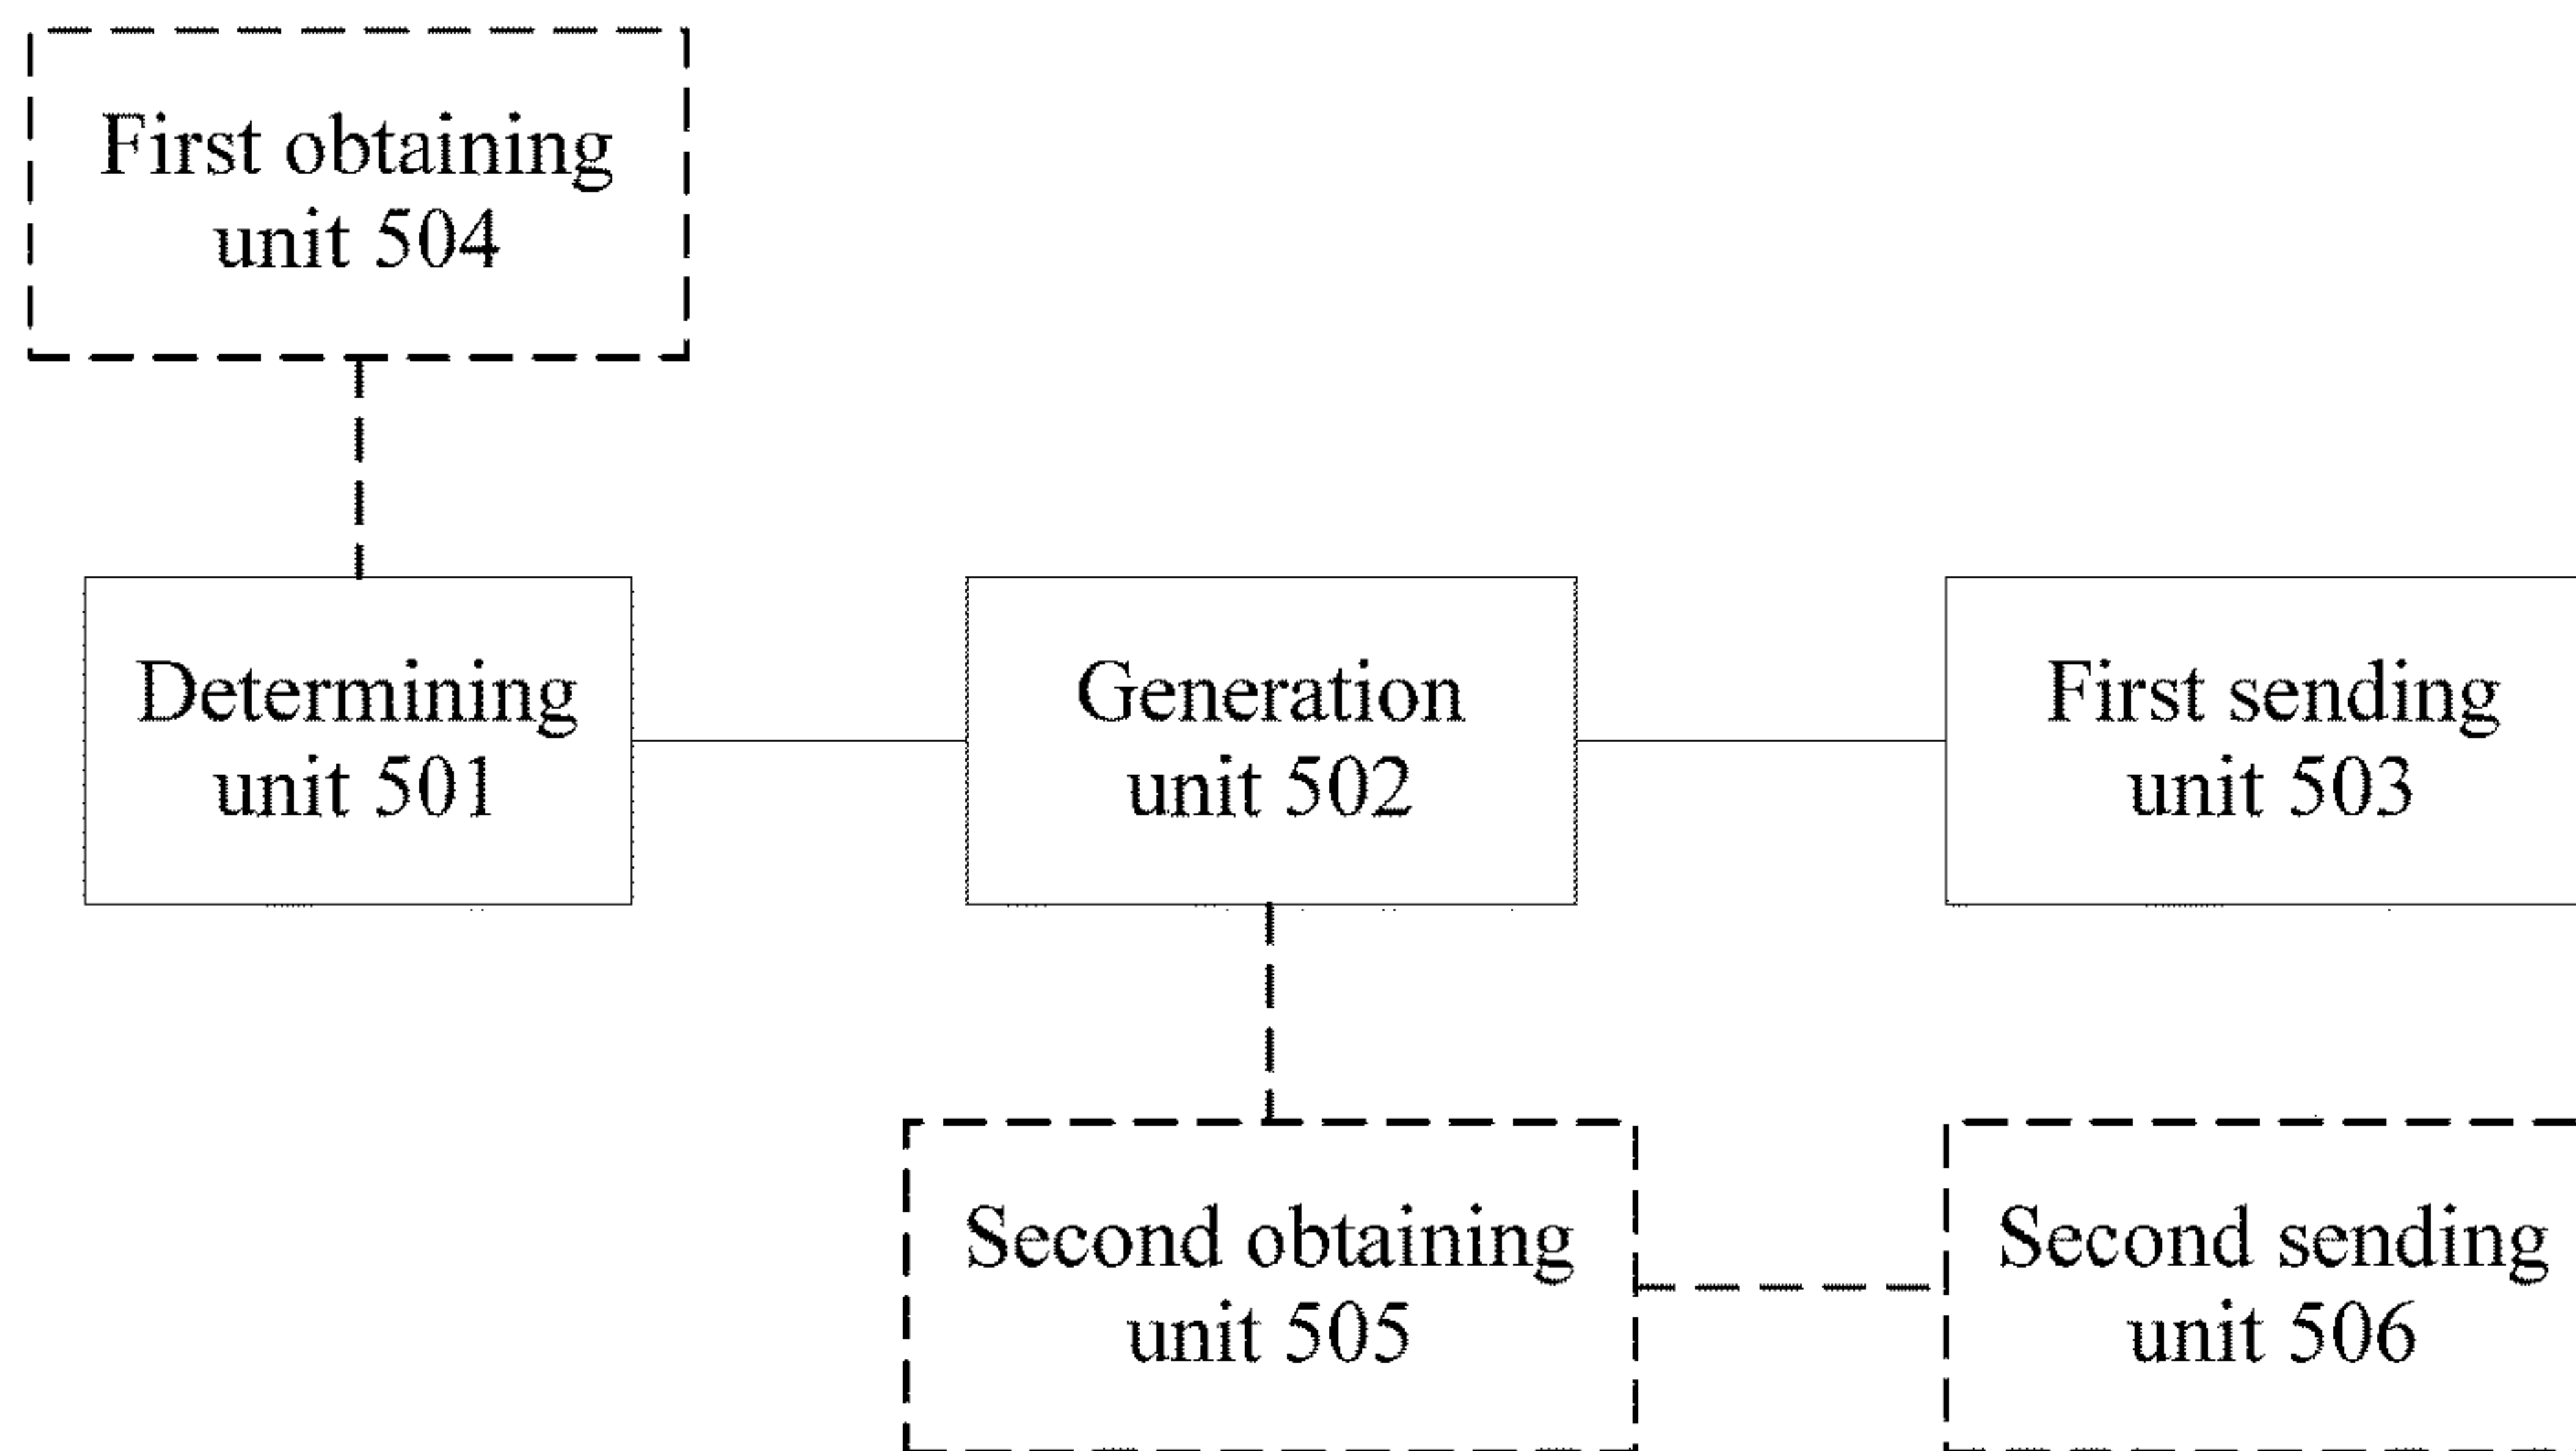 First obtaining
unit 504
Determining
unit 501
Generation
unit 502
First sending
unit 503
Second obtaining
unit 505
Second sending
unit 506